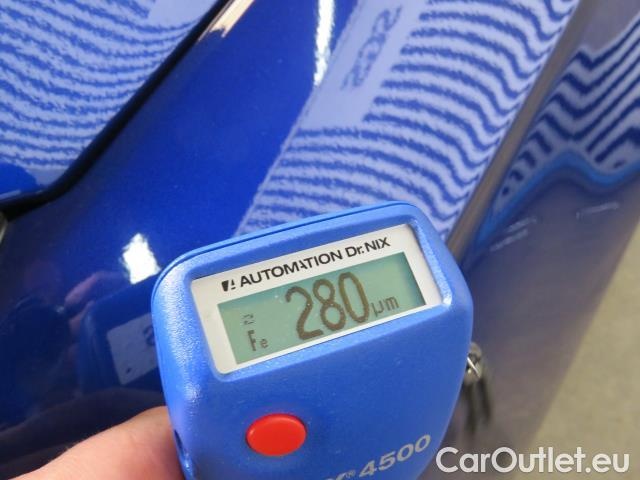 AUTOMATION Dr. NIX
280 µm
Fe
4500
CarOutlet.eu